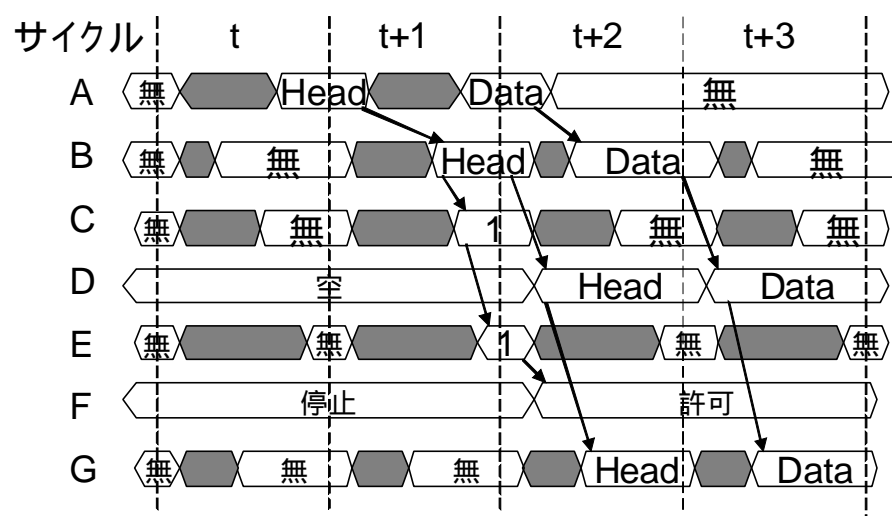 サイクル t t+1 t+2 t+3
A 無 Head Data 無
B 無 無 Head Data 無
C 無 無 1 無 無
D 空 Head Data
E 無 無 1 無 無
F 停止 許可
G 無 無 無 Head Data